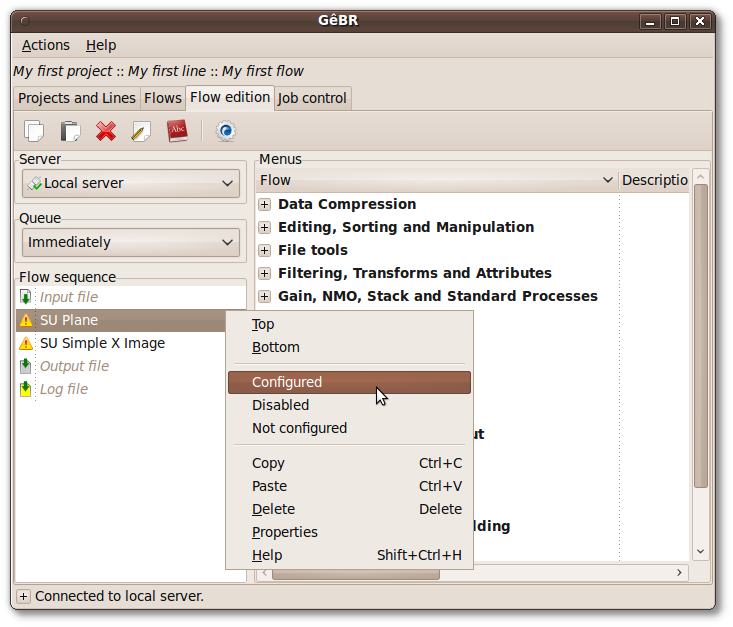 GêBR
Actions Help
My first project :: My first line :: My first flow
Projects and Lines Flows Flow edition Job control
Abc
Server
Local server
Queue
Immediately
Flow sequence
Input file
SU Plane
SU Simple X Image
Output file
Log file
Menus
Flow Descriptio
Data Compression
Editing, Sorting and Manipulation
File tools
Filtering, Transforms and Attributes
Gain, NMO, Stack and Standard Processes
ut
lding
Top
Bottom
Configured
Disabled
Not configured
Copy Ctrl+C
Paste Ctrl+V
Delete Delete
Properties
Help Shift+Ctrl+H
Connected to local server.